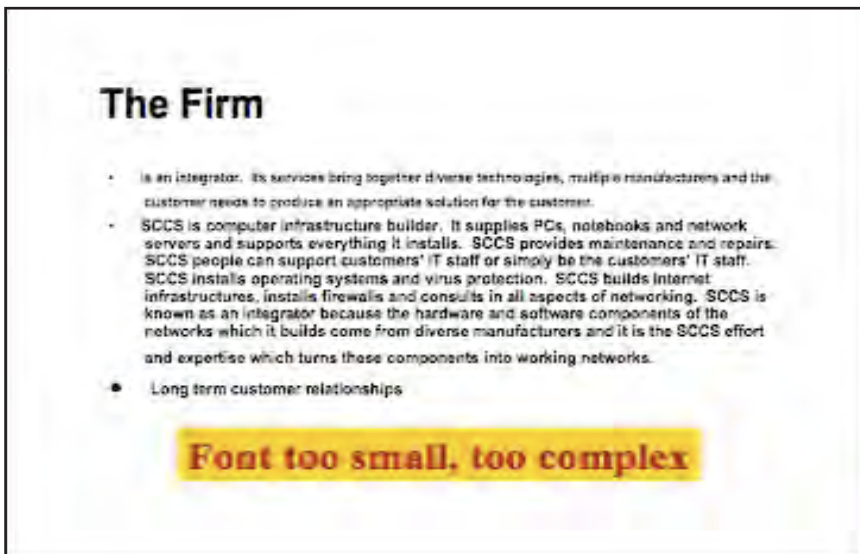 The Firm
· is an integrator. Its services bring together diverse technologies, multiple manufacturers and the
customer needs to produce an appropriate solution for the customer.
· SCCS is computer infrastructure builder. It supplies PCs, notebooks and network
servers and supports everything it installs. SCCS provides maintenance and repairs.
SCCS people can support customers' IT staff or simply be the customers' IT staff.
SCCS installs operating systems and virus protection. SCCS builds Internet
infrastructures, installs firewalls and consults in all aspects of networking. SCCS is
known as an integrator because the hardware and software components of the
networks which it builds come from diverse manufacturers and it is the SCCS effort
and expertise which turns these components into working networks.
• Long term customer relationships
Font too small, too complex